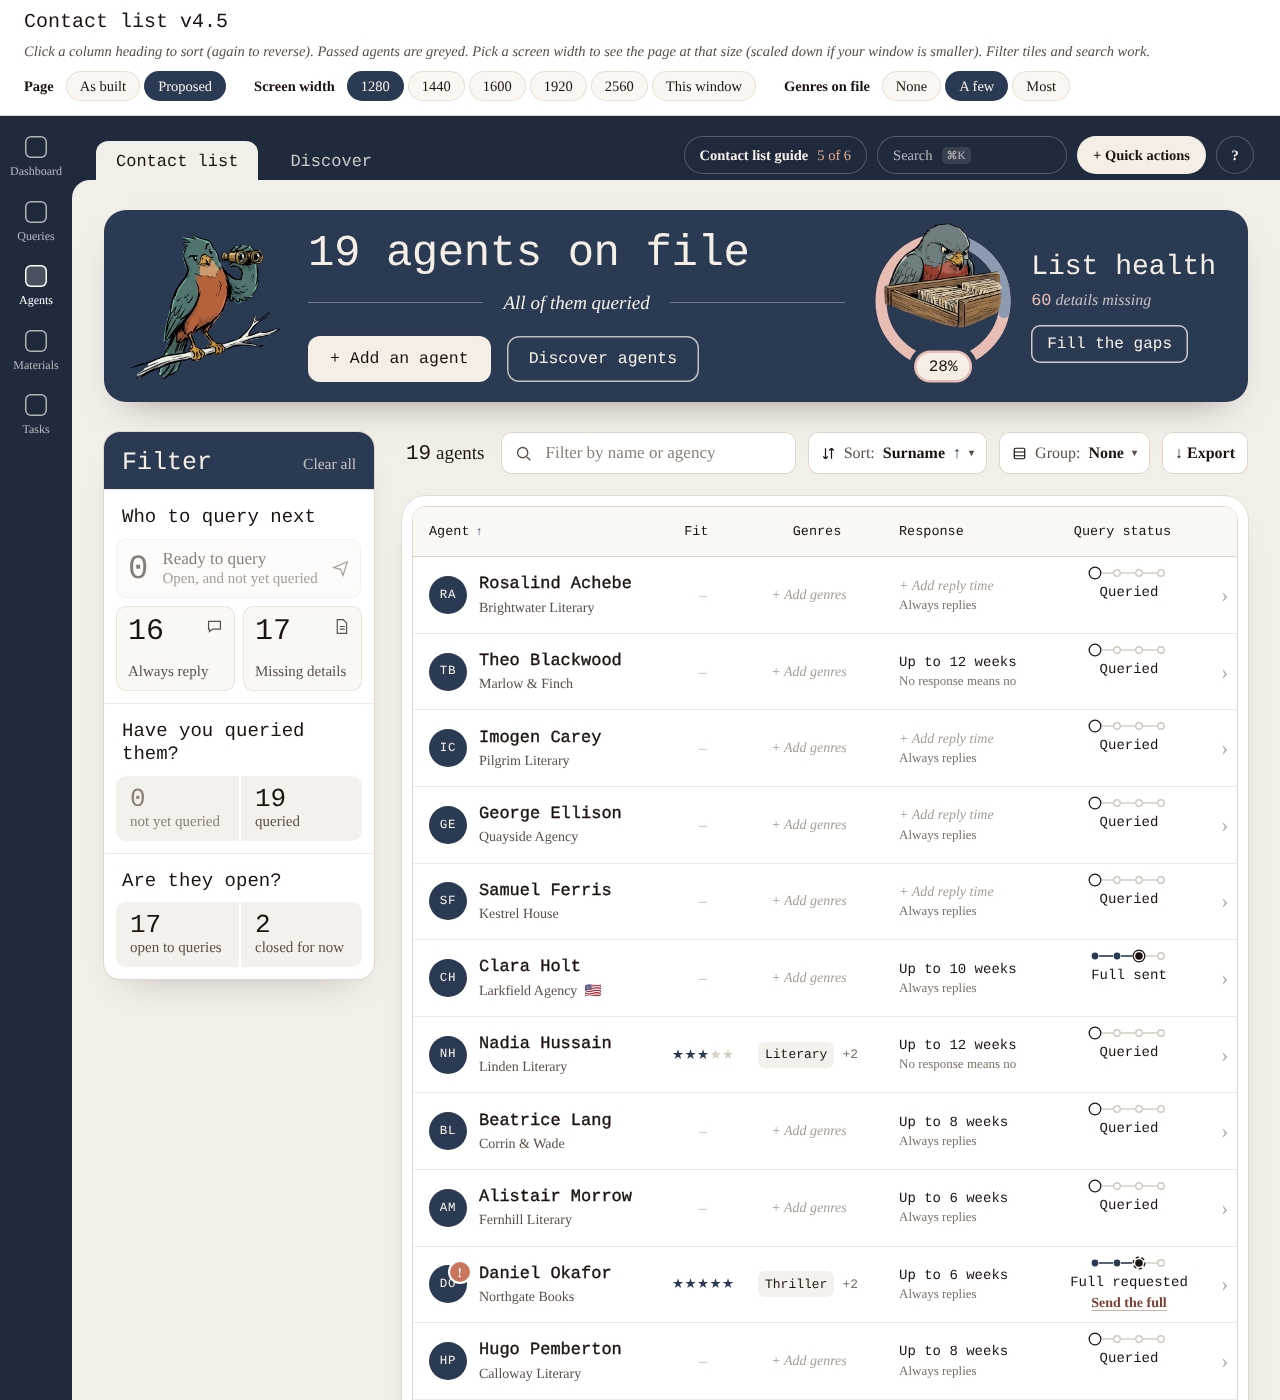 Contact list v4.5
Click a column heading to sort (again to reverse). Passed agents are greyed. Pick a screen width to see the page at that size (scaled down if your window is smaller). Filter tiles and search work.
Page As built Proposed Screen width 1280 1440 1600 1920 2560 This window Genres on file None A few Most
Contact list Discover Contact list guide 5 of 6 Search ⌘K + Quick actions ?
Dashboard
Queries
Agents
Materials
Tasks
19 agents on file
All of them queried
+ Add an agent Discover agents
28%
List health
60 details missing
Fill the gaps
Filter Clear all
Who to query next
0 Ready to query
Open, and not yet queried
16 17
Always reply Missing details
Have you queried
them?
0 19
not yet queried queried
Are they open?
17 2
open to queries closed for now
19 agents Filter by name or agency Sort: Surname ↑ ▾ Group: None ▾ ↓ Export
Agent ↑ Fit Genres Response Query status
RA Rosalind Achebe – + Add genres + Add reply time Queried ›
Brightwater Literary Always replies
TB Theo Blackwood – + Add genres Up to 12 weeks Queried ›
Marlow & Finch No response means no
IC Imogen Carey – + Add genres + Add reply time Queried ›
Pilgrim Literary Always replies
GE George Ellison – + Add genres + Add reply time Queried ›
Quayside Agency Always replies
SF Samuel Ferris – + Add genres + Add reply time Queried ›
Kestrel House Always replies
CH Clara Holt – + Add genres Up to 10 weeks Full sent ›
Larkfield Agency 🇺🇸 Always replies
NH Nadia Hussain ★★★★★ Literary +2 Up to 12 weeks Queried ›
Linden Literary No response means no
BL Beatrice Lang – + Add genres Up to 8 weeks Queried ›
Corrin & Wade Always replies
AM Alistair Morrow – + Add genres Up to 6 weeks Queried ›
Fernhill Literary Always replies
DO ! Daniel Okafor ★★★★★ Thriller +2 Up to 6 weeks Full requested ›
Northgate Books Always replies Send the full
HP Hugo Pemberton – + Add genres Up to 8 weeks Queried ›
Calloway Literary Always replies